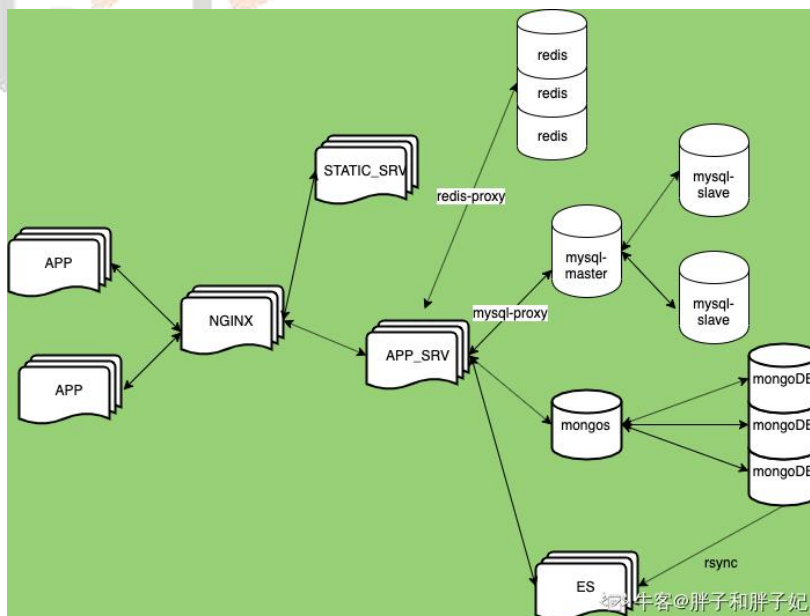 redis
redis
redis
STATIC_SRV
redis-proxy
mysql-
slave
APP
mysql-
master
NGINX
mysql-proxy
mysql-
slave
APP_SRV
APP
mongoDB
mongos
mongoDB
mongoDB
rsync
ES
牛客@胖子和胖子妃